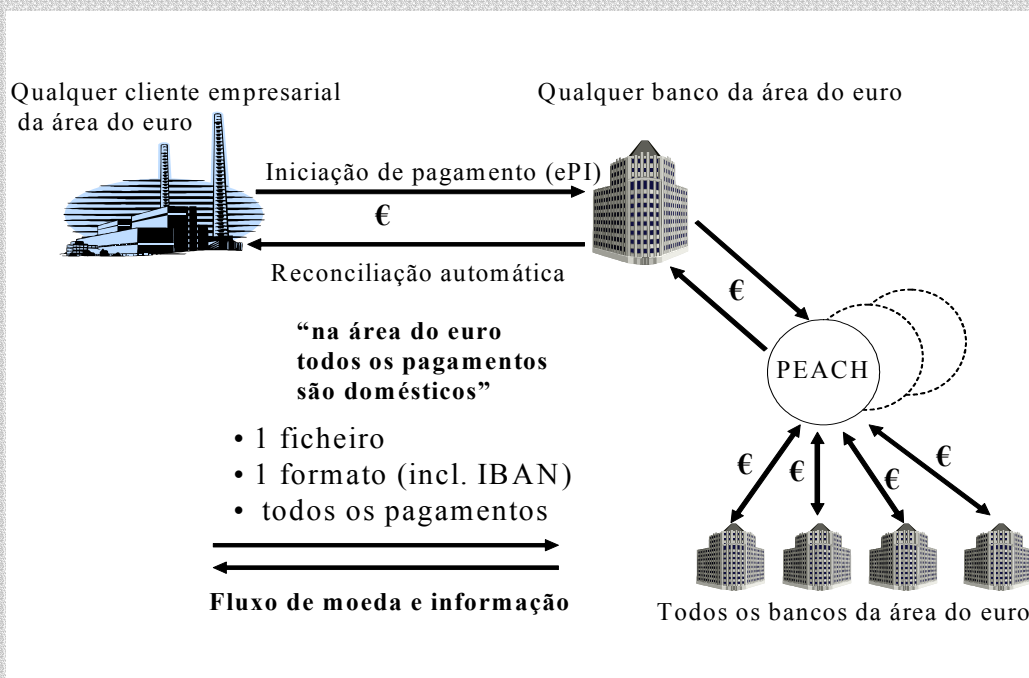 Qualquer cliente empresarial
da área do euro
Qualquer banco da área do euro
Iniciação de pagamento (ePI)
€
Reconciliação automática
€
“na área do euro
todos os pagamentos
são domésticos”
PEACH
• 1 ficheiro
• 1 formato (incl. IBAN)
• todos os pagamentos
€ € € €
Fluxo de moeda e informação
Todos os bancos da área do euro